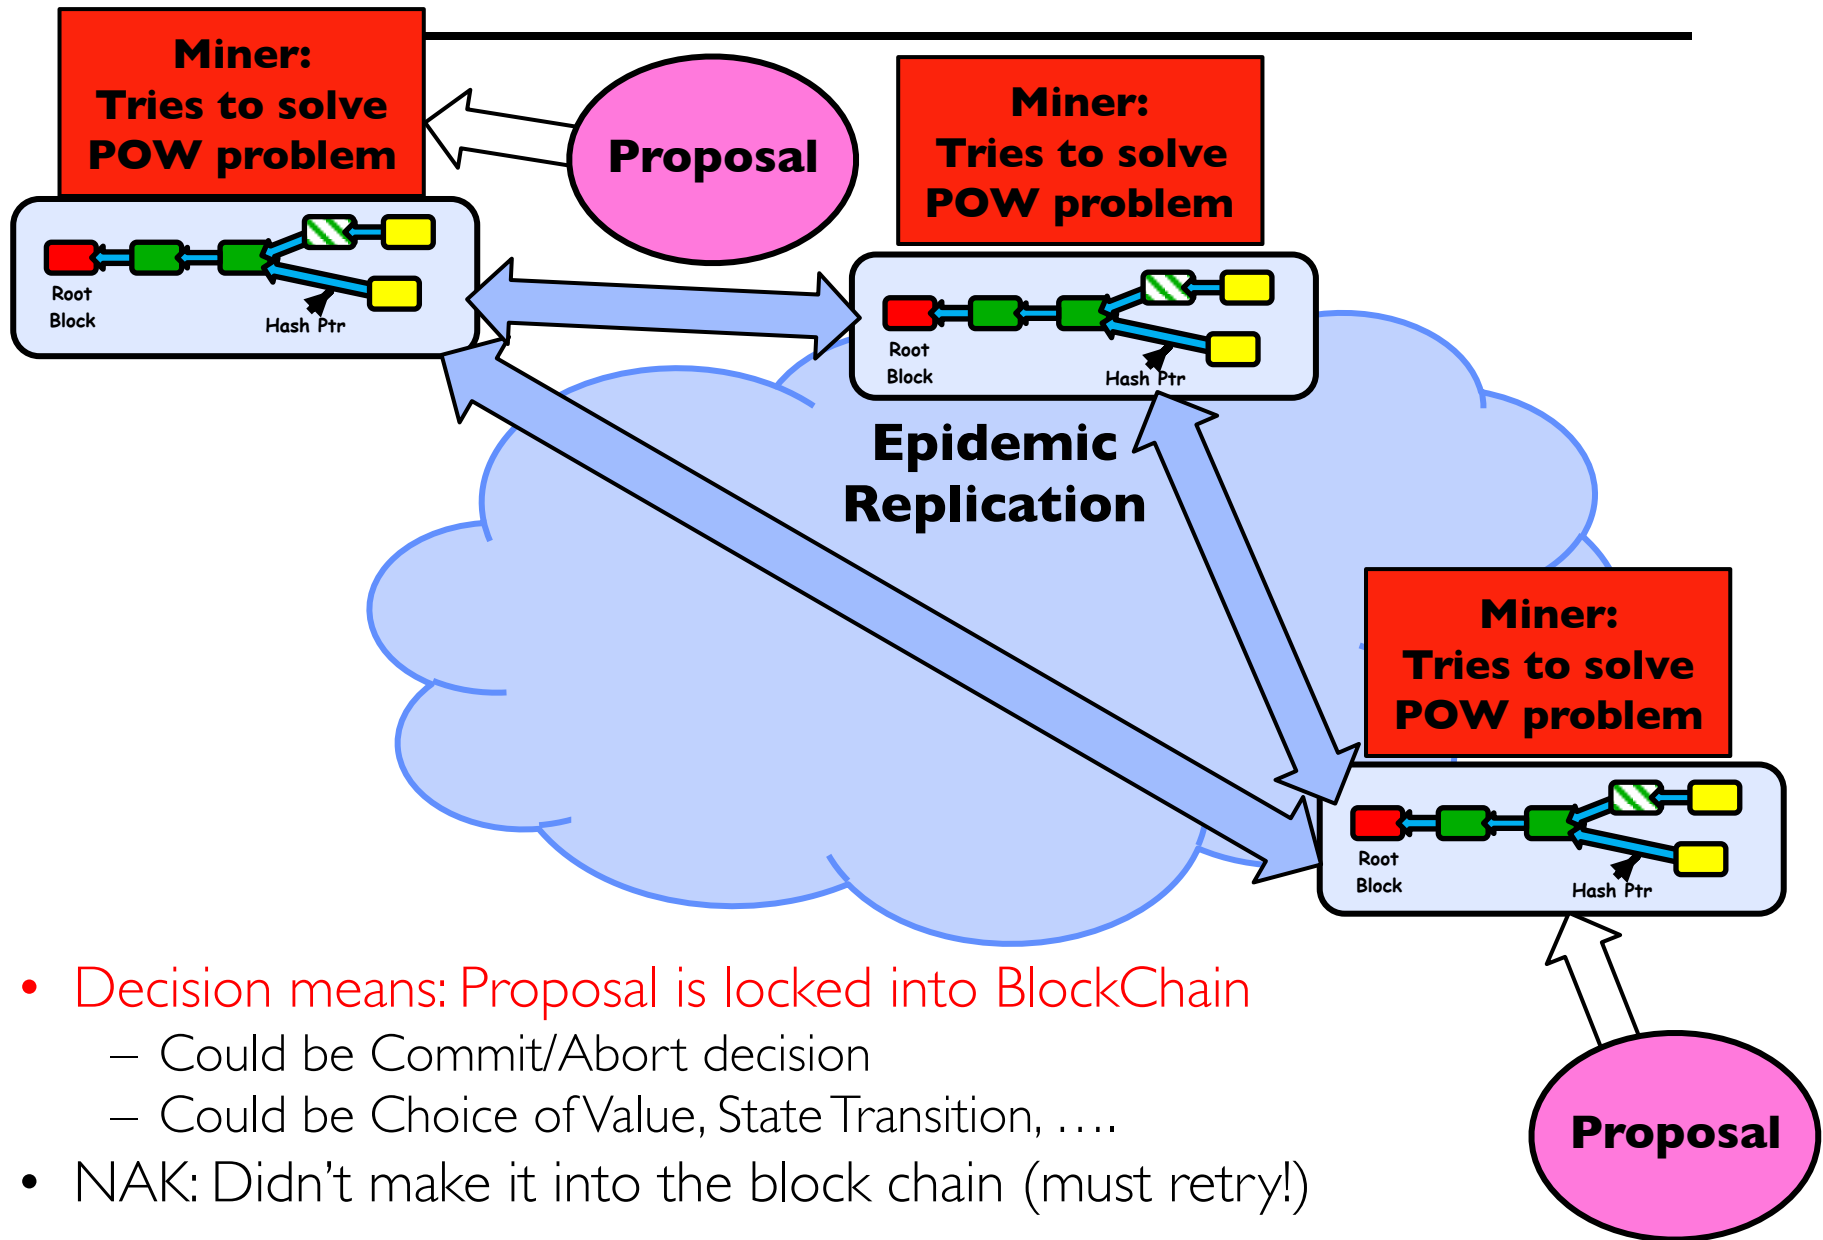 Miner:
Tries to solve
POW problem
Proposal
Miner:
Tries to solve
POW problem
Root
Block
Hash Ptr
Root
Block
Hash Ptr
Epidemic
Replication
Miner:
Tries to solve
POW problem
Root
Block
Hash Ptr
• Decision means: Proposal is locked into BlockChain
– Could be Commit/Abort decision
– Could be Choice of Value, State Transition, ….
• NAK: Didn’t make it into the block chain (must retry!)
Proposal